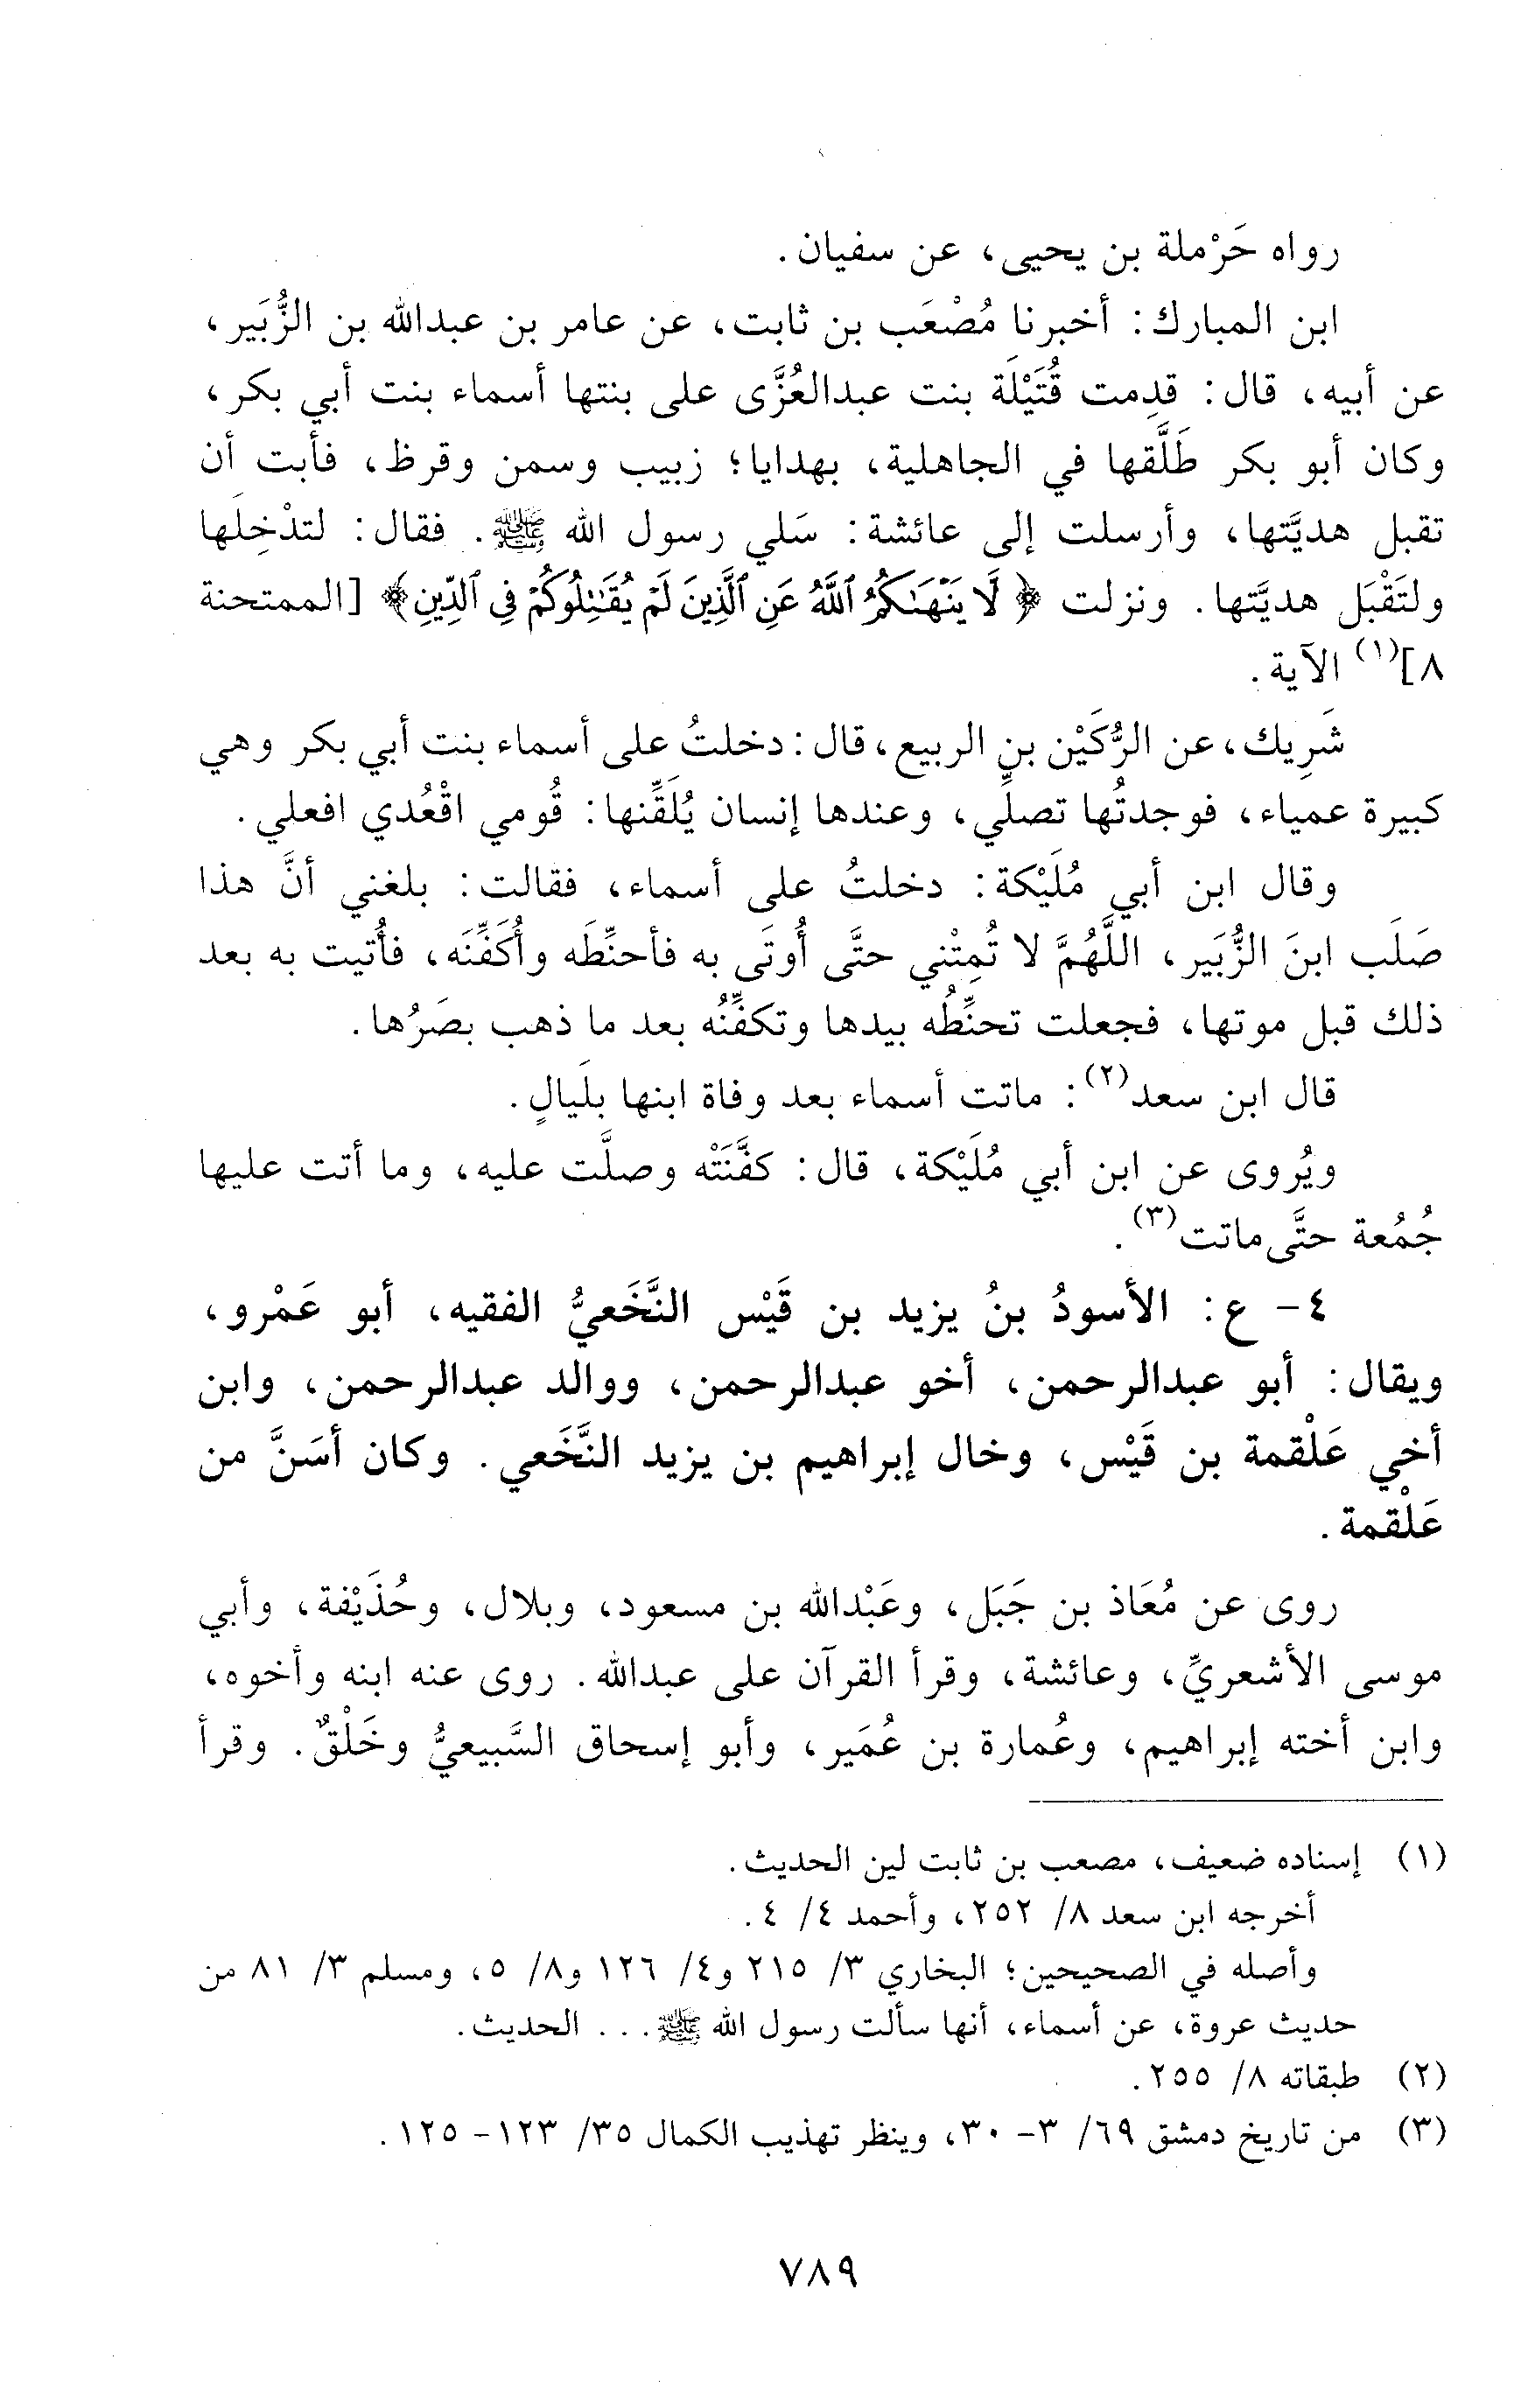 رواه حَرْملة بن يحيى، عن سفيان.
ابن المبارك: أخبرنا مُصْعَب بن ثابت، عن عامر بن عبدالله بن الزُّبَير،
عن أبيه، قال: قدِمت قُتَيْلَة بنت عبدالعُزَّى على بنتها أسماء بنت أبي بكر،
وكان أبو بكر طَلَّقها في الجاهلية، بهدايا؛ زبيب وسمن وقرظ، فأبت أن
تقبل هديَّتها، وأرسلت إلى عائشة: سَلي رسول الله ﷺ. فقال: لتدْخِلَها
ولتَقْبَل هديَّتها. ونزلت ﴿لَا يَنْهَىٰكُمُ ٱللَّهُ عَنِ ٱلَّذِينَ لَمْ يُقَـٰتِلُوكُمْ فِى ٱلدِّينِ﴾ [الممتحنة
٨](١) الآية.
شَرِيك، عن الرُّكَيْن بن الربيع، قال: دخلتُ على أسماء بنت أبي بكر وهي
كبيرة عمياء، فوجدتُها تصلِّي، وعندها إنسان يُلَقِّنها: قُومي اقْعُدي افعلي.
وقال ابن أبي مُلَيْكة: دخلتُ على أسماء، فقالت: بلغني أنَّ هذا
صَلَب ابنَ الزُّبَير، اللَّهُمَّ لا تُمِتْني حتَّى أُوتَى به فأحنِّطَه وأُكَفِّنَه، فأُتيت به بعد
ذلك قبل موتها، فجعلت تحنِّطُه بيدها وتكفِّنُه بعد ما ذهب بصَرُها.
قال ابن سعد(٢): ماتت أسماء بعد وفاة ابنها بلَيالٍ.
ويُروى عن ابن أبي مُلَيْكة، قال: كفَّنَتْه وصلَّت عليه، وما أتت عليها
جُمُعة حتَّى ماتت(٣).
٤- ع: الأسودُ بنُ يزيد بن قَيْس النَّخَعيُّ الفقيه، أبو عَمْرو،
ويقال: أبو عبدالرحمن، أخو عبدالرحمن، ووالد عبدالرحمن، وابن
أخي عَلْقمة بن قَيْس، وخال إبراهيم بن يزيد النَّخَعي. وكان أسَنَّ من
عَلْقمة.
روى عن مُعَاذ بن جَبَل، وعَبْدالله بن مسعود، وبلال، وحُذَيْفة، وأبي
موسى الأشعريِّ، وعائشة، وقرأ القرآن على عبدالله. روى عنه ابنه وأخوه،
وابن أخته إبراهيم، وعُمارة بن عُمَير، وأبو إسحاق السَّبيعيُّ وخَلْقٌ. وقرأ
(١) إسناده ضعيف، مصعب بن ثابت لين الحديث.
أخرجه ابن سعد ٨/ ٢٥٢، وأحمد ٤/ ٤.
وأصله في الصحيحين؛ البخاري ٣/ ٢١٥ و٤/ ١٢٦ و٨/ ٥، ومسلم ٣/ ٨١ من
حديث عروة، عن أسماء، أنها سألت رسول الله ﷺ... الحديث.
(٢) طبقاته ٨/ ٢٥٥.
(٣) من تاريخ دمشق ٦٩/ ٣- ٣٠، وينظر تهذيب الكمال ٣٥/ ١٢٣- ١٢٥.
٧٨٩